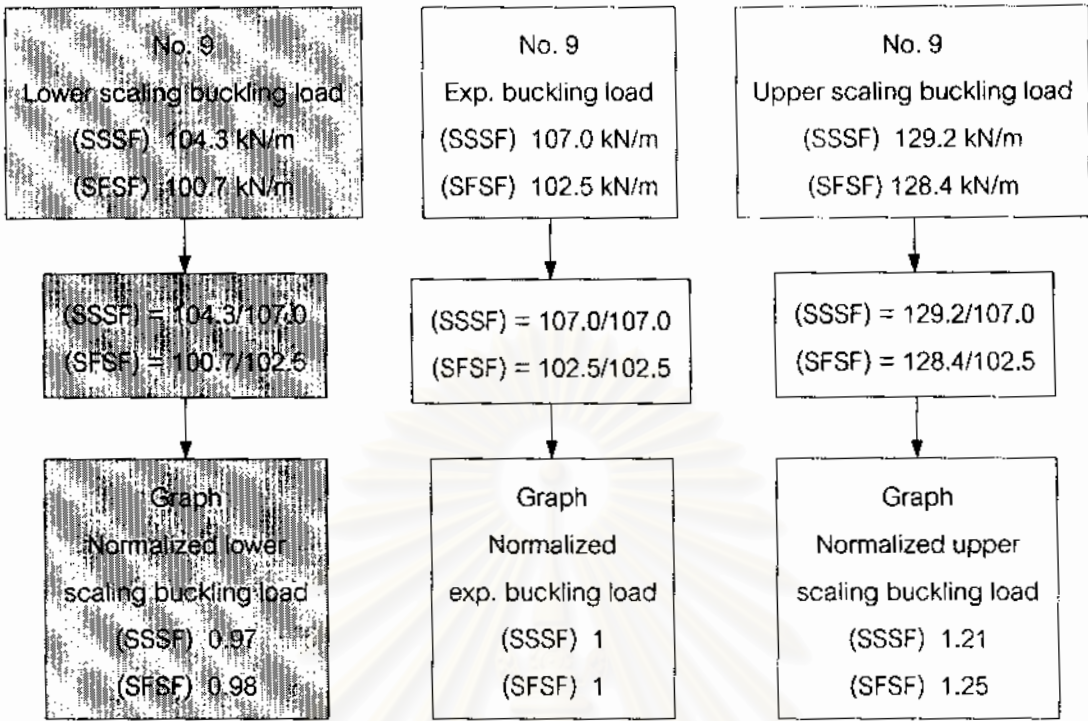 No. 9
Lower scaling buckling load
(SSSF) 104.3 kN/m
(SFSF) 100.7 kN/m
No. 9
Exp. buckling load
(SSSF) 107.0 kN/m
(SFSF) 102.5 kN/m
No. 9
Upper scaling buckling load
(SSSF) 129.2 kN/m
(SFSF) 128.4 kN/m
(SSSF) = 104.3/107.0
(SFSF) = 100.7/102.5
(SSSF) = 107.0/107.0
(SFSF) = 102.5/102.5
(SSSF) = 129.2/107.0
(SFSF) = 128.4/102.5
Graph
Normalized lower
scaling buckling load
(SSSF) 0.97
(SFSF) 0.98
Graph
Normalized
exp. buckling load
(SSSF) 1
(SFSF) 1
Graph
Normalized upper
scaling buckling load
(SSSF) 1.21
(SFSF) 1.25